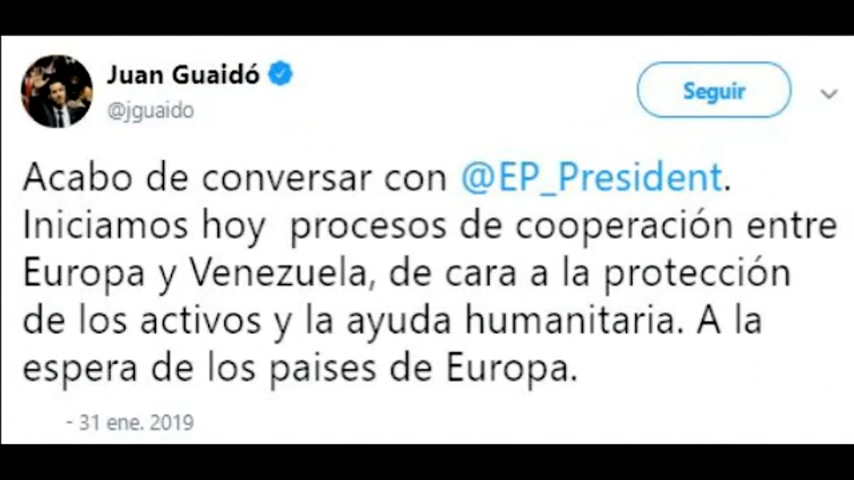 Juan Guaidó
@jguaido
Seguir
Acabo de conversar con @EP_President.
Iniciamos hoy procesos de cooperación entre
Europa y Venezuela, de cara a la protección
de los activos y la ayuda humanitaria. A la
espera de los paises de Europa.
- 31 ene. 2019